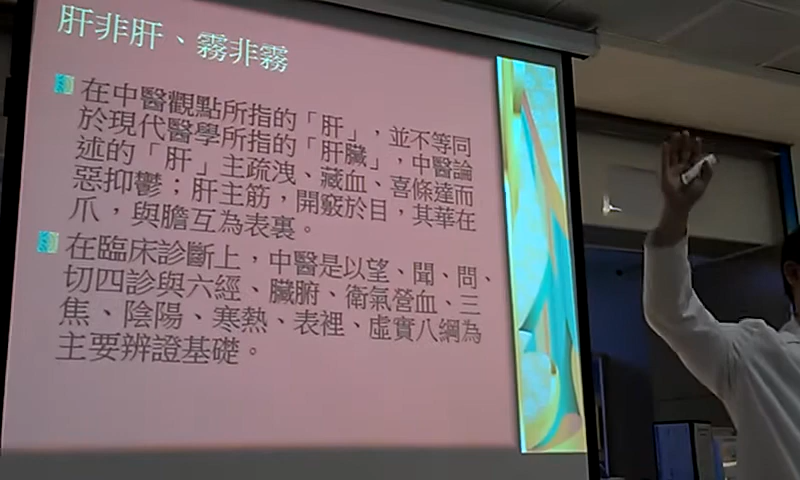 肝非肝、霧非霧
在中醫觀點所指的「肝」，並不等同
於現代醫學所指的「肝臟」，中醫論
述的「肝」主疏洩、藏血、喜條達而
惡抑鬱；肝主筋，開竅於目，其華在
爪，與膽互為表裏。
在臨床診斷上，中醫是以望、聞、問、
切四診與六經、臟腑、衛氣營血、三
焦、陰陽、寒熱、表裡、虛實八綱為
主要辨證基礎。